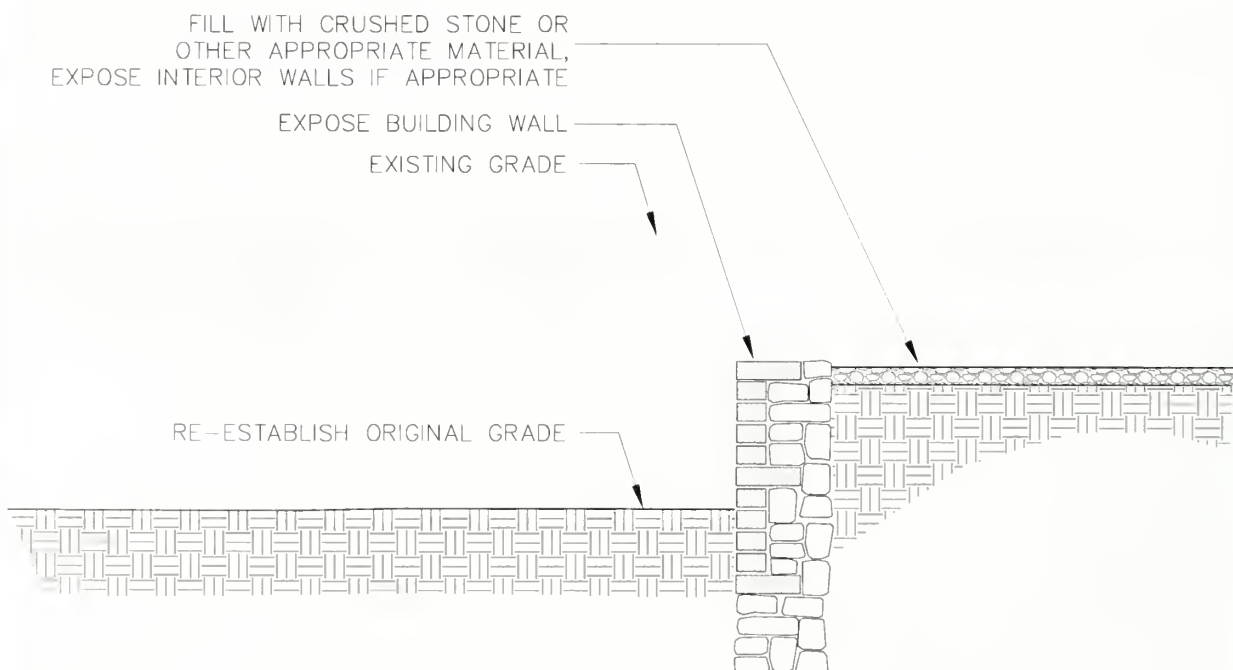 FILL WITH CRUSHED STONE OR
OTHER APPROPRIATE MATERIAL,
EXPOSE INTERIOR WALLS IF APPROPRIATE
EXPOSE BUILDING WALL
EXISTING GRADE
RE-ESTABLISH ORIGINAL GRADE